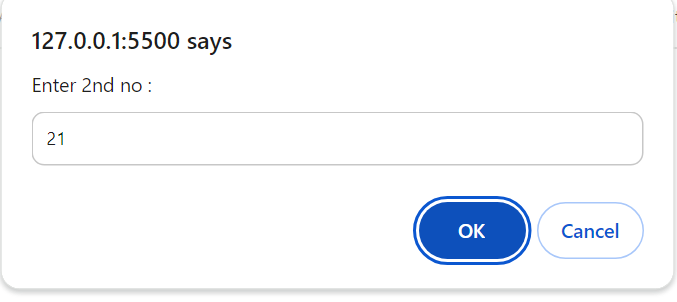 127.0.0.1:5500 says
Enter 2nd no :
21
OK
Cancel